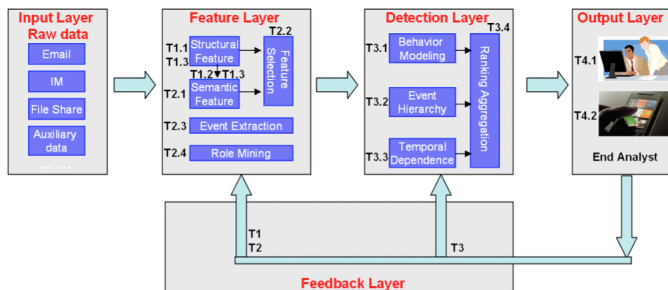 Input Layer
Raw data
Email
IM
File Share
Auxiliary
data
... ...
Feature Layer
T2.2
T1.1
T1.3
Structural
Feature
T1.2
T1.3
T2.1
Semantic
Feature
Feature
Selection
T2.3
Event Extraction
T2.4
Role Mining
Detection Layer
T3.4
T3.1
Behavior
Modeling
T3.2
Event
Hierarchy
T3.3
Temporal
Dependence
Ranking Aggregation
Output Layer
T4.1
T4.2
End Analyst
T1
T2
T3
Feedback Layer